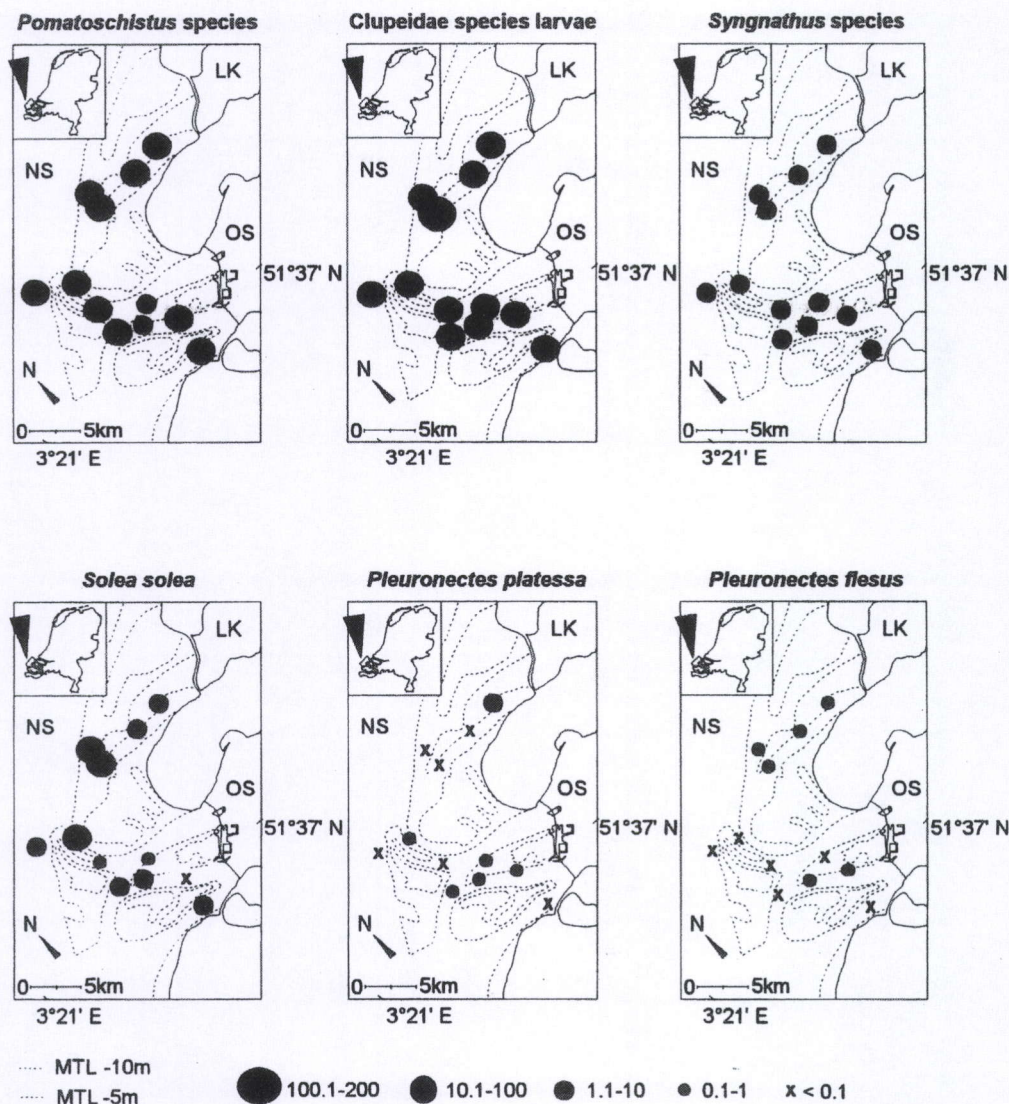 Pomatoschistus species
Clupeidae species larvae
Syngnathus species
LK
LK
LK
NS
NS
NS
OS
OS
OS
51°37' N
51°37' N
N
N
N
0 5km
0 5km
0 5km
3°21' E
3°21' E
3°21' E
Solea solea
Pleuronectes platessa
Pleuronectes flesus
LK
LK
LK
NS
NS
NS
OS
OS
OS
51°37' N
51°37' N
N
N
N
0 5km
0 5km
0 5km
3°21' E
3°21' E
3°21' E
MTL -10m
MTL -5m
100.1-200
10.1-100
1.1-10
0.1-1
x < 0.1